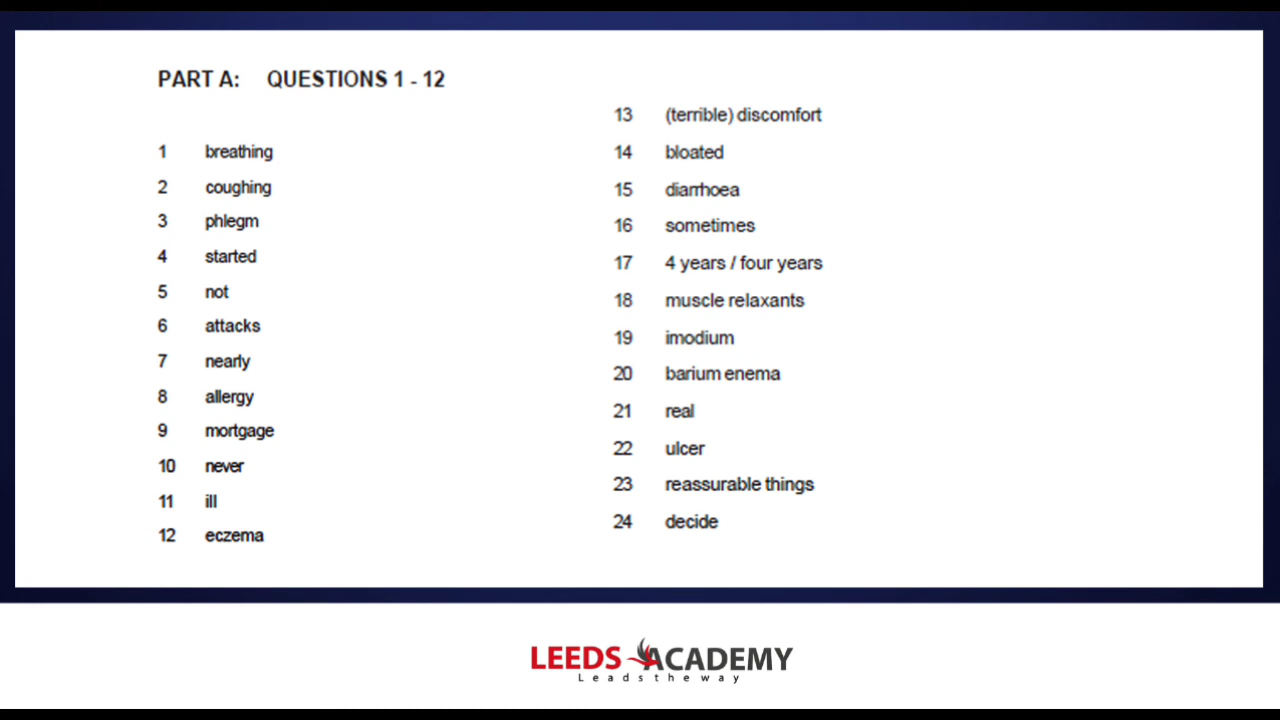 PART A: QUESTIONS 1 - 12
1 breathing
2 coughing
3 phlegm
4 started
5 not
6 attacks
7 nearly
8 allergy
9 mortgage
10 never
11 ill
12 eczema
13 (terrible) discomfort
14 bloated
15 diarrhoea
16 sometimes
17 4 years / four years
18 muscle relaxants
19 imodium
20 barium enema
21 real
22 ulcer
23 reassurable things
24 decide
LEEDS ACADEMY
Leadstheway